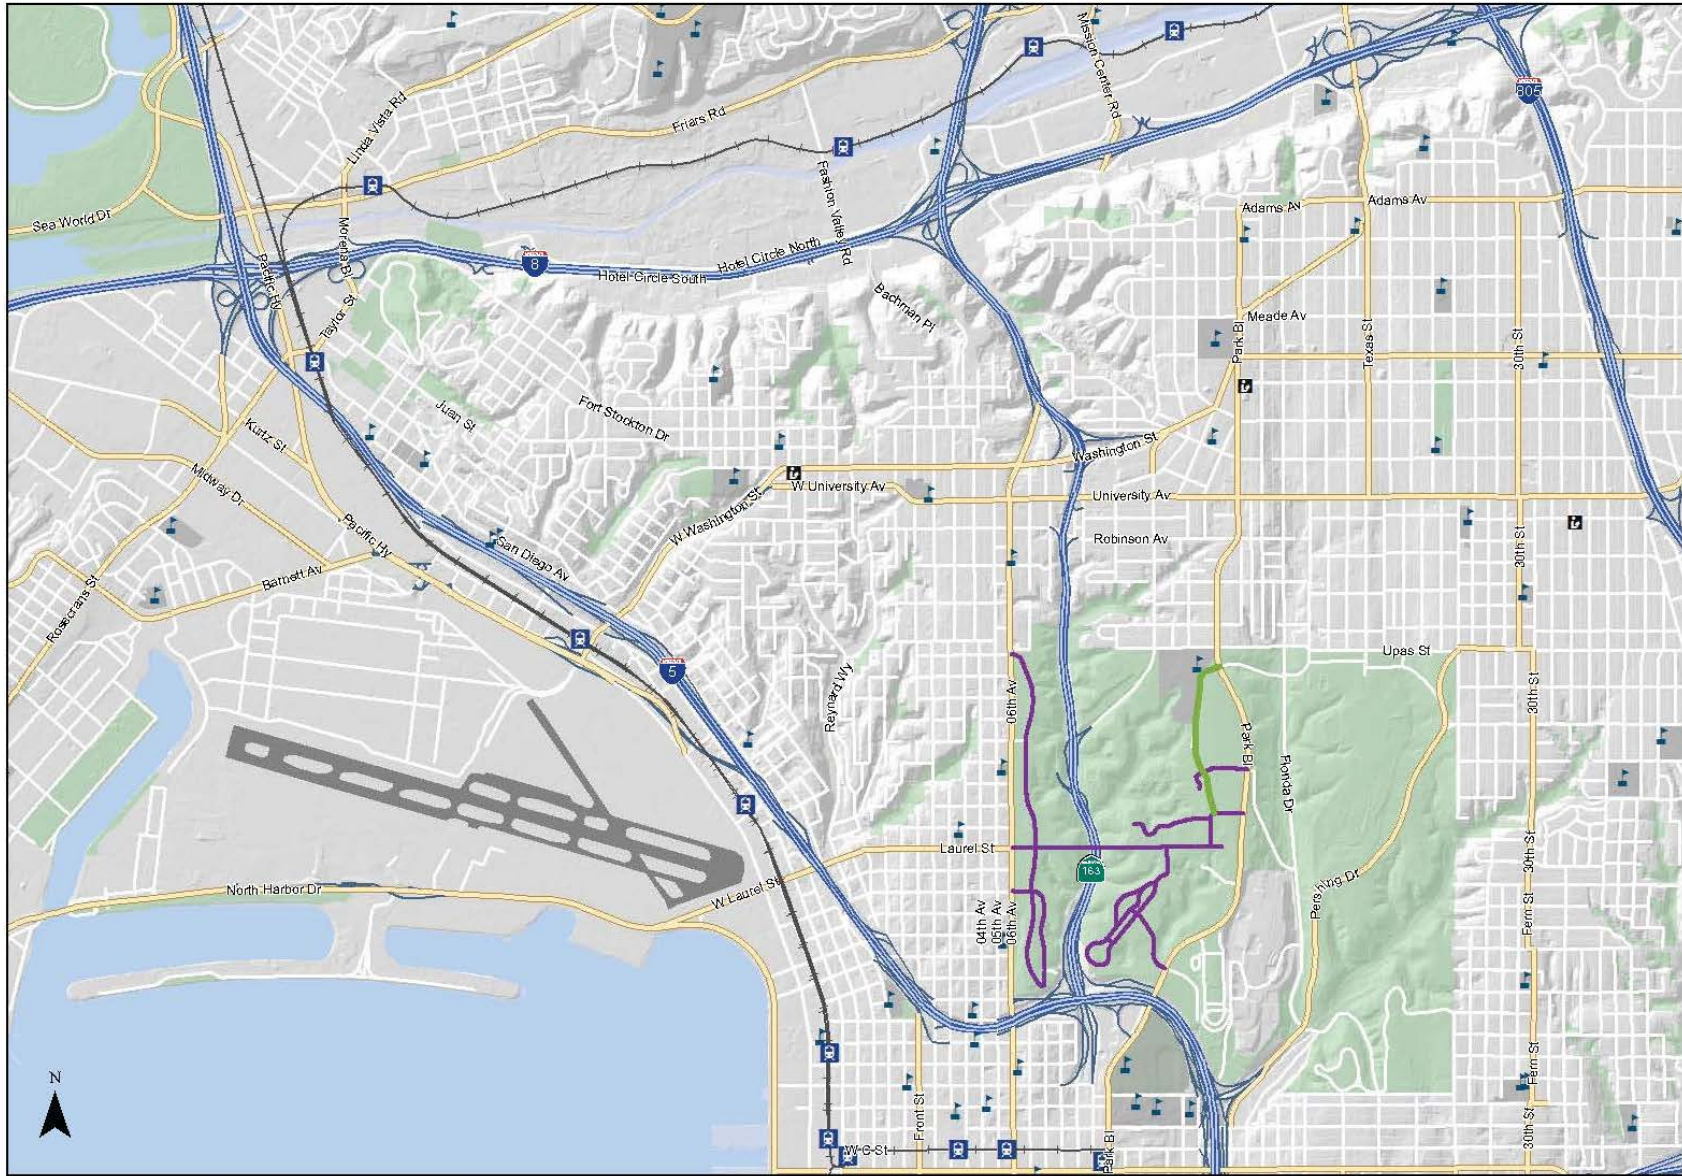 Mission Center Rd
805
Linda Vista Rd
Friars Rd
Fashion Valley Rd
Sea World Dr
Morena Bl
Adams Av
Adams Av
Pacific Hy
8
Hotel Circle North
Hotel Circle South
Bachman Pl
Taylor St
Meade Av
Park Bl
Texas St
30th St
Juan St
Fort Stockton Dr
Kurtz St
Washington St
Midway Dr
W University Av
University Av
W Washington St
Pacific Hy
San Diego Av
Robinson Av
30th St
Barnett Av
Rosecrans St
Upas St
5
Reynard Wy
06th Av
30th St
Park Bl
Florida Dr
Laurel St
163
30th St
Pershing Dr
North Harbor Dr
W Laurel St
04th Av
05th Av
06th Av
Fern St
N
Fern St
Front St
Park Bl
30th St
W C St